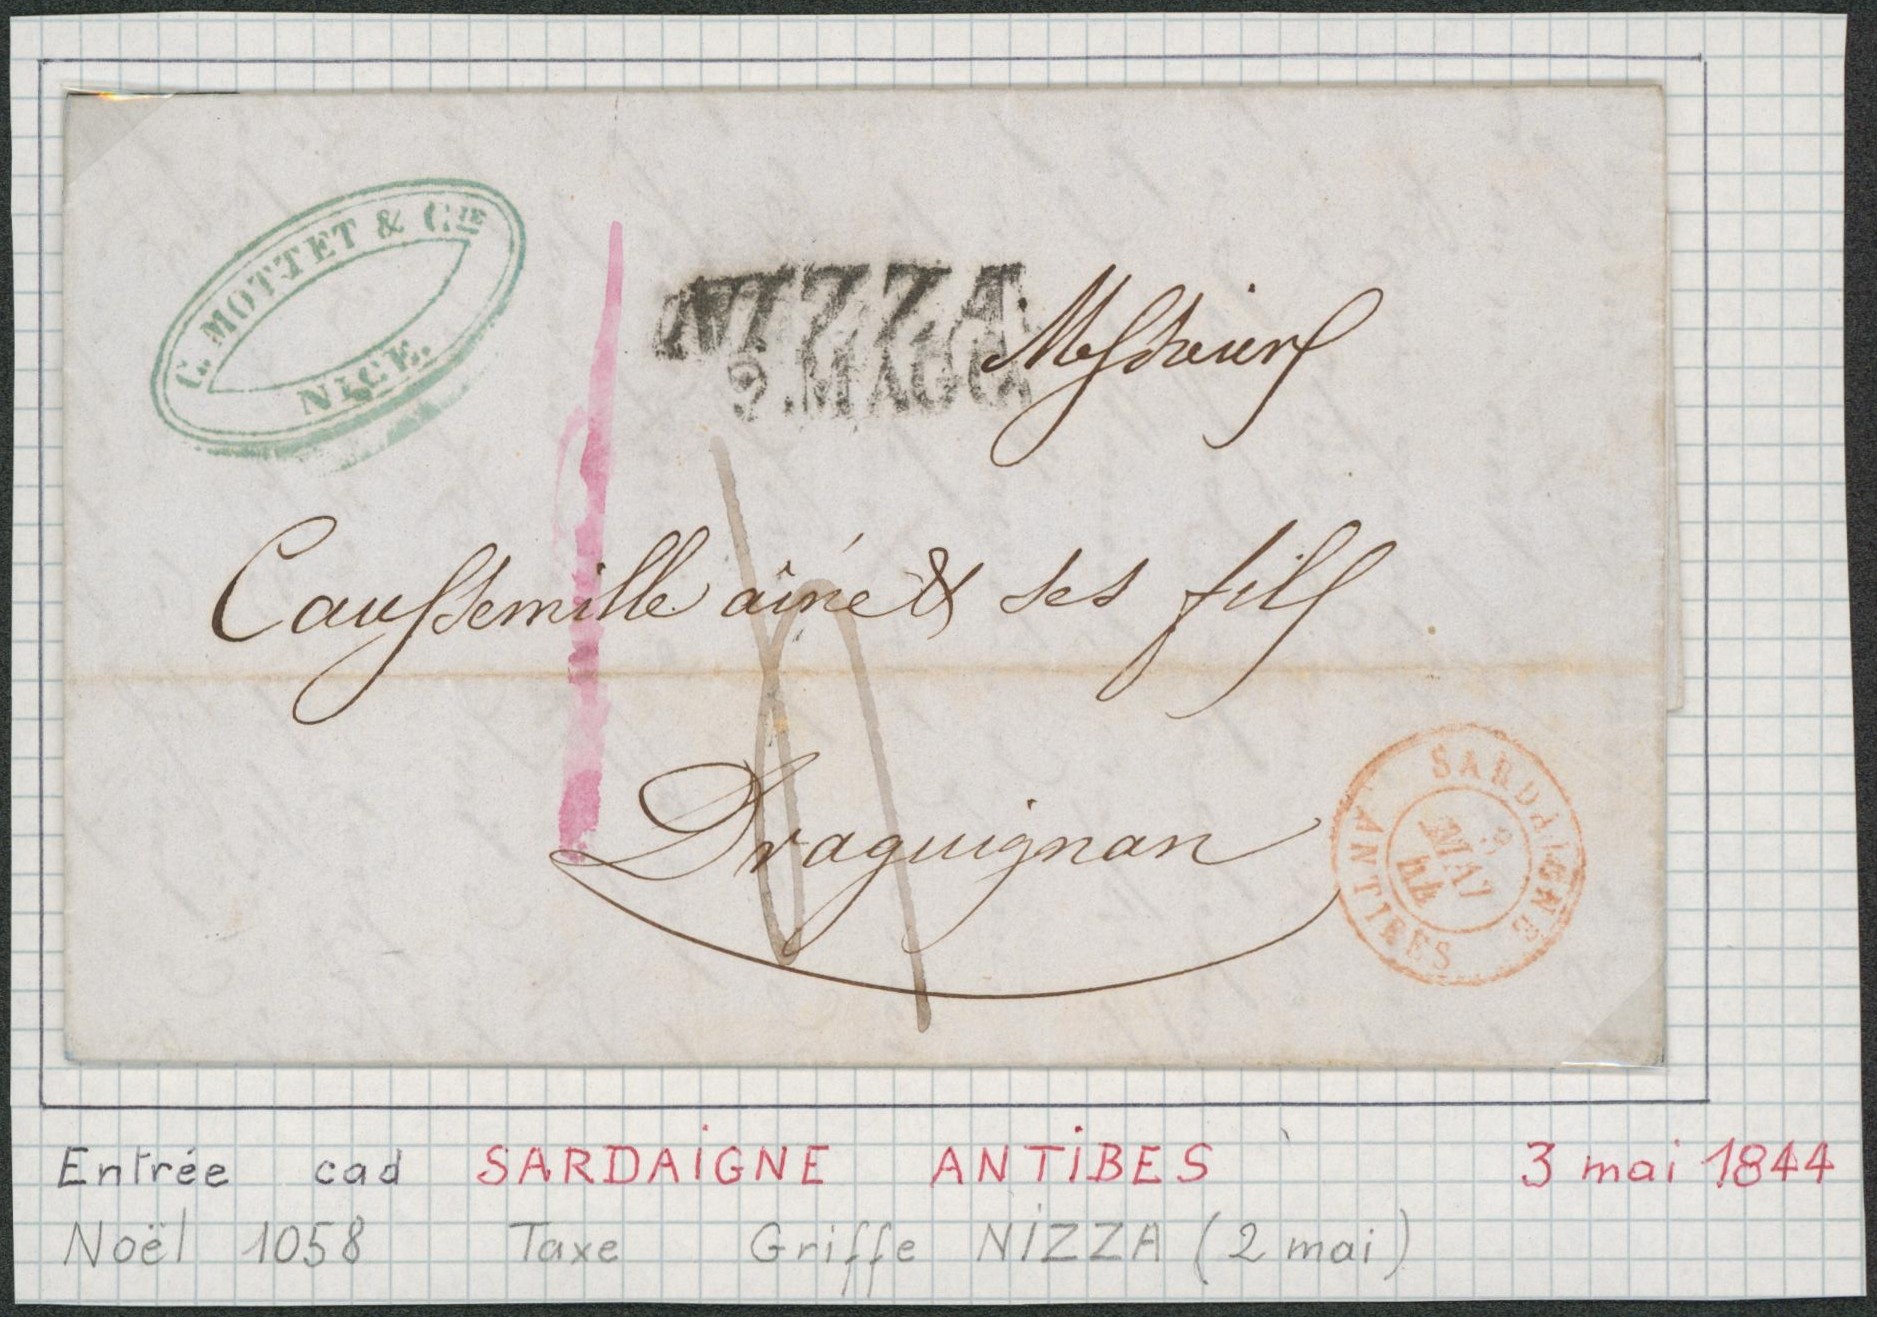 C. MOTTET & CIE
NICE.
NIZZA
2.MAGG.
Messieurs
Caussemille aîné & ses fils
Draguignan
SARDAIGNE
3
MAI
44
ANTIBES
Entrée cad SARDAIGNE ANTIBES 3 mai 1844
Noël 1058 Taxe Griffe NIZZA (2 mai)